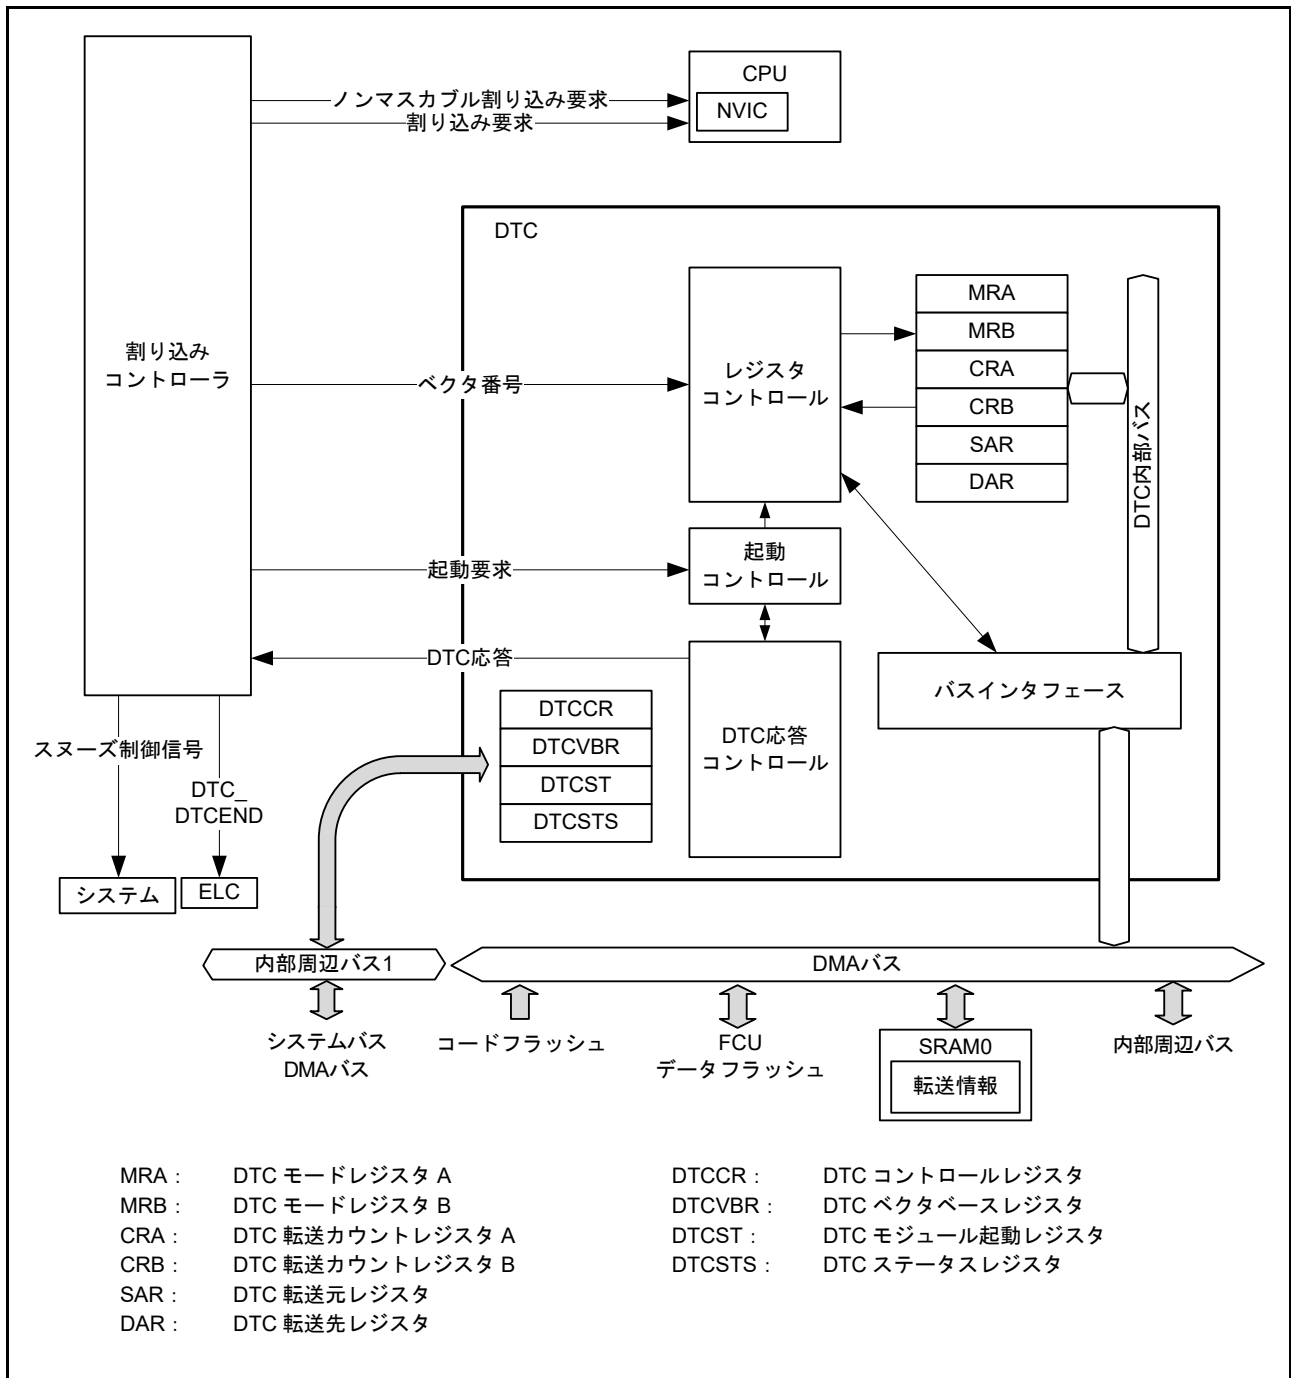 CPU
NVIC
ノンマスカブル割り込み要求
割り込み要求
DTC
割り込み
コントローラ
ベクタ番号
レジスタ
コントロール
MRA
MRB
CRA
CRB
SAR
DAR
DTC内部バス
起動要求
起動
コントロール
DTC応答
DTC応答
コントロール
バスインタフェース
DTCCR
DTCVBR
DTCST
DTCSTS
スヌーズ制御信号
DTC_
DTCEND
システム
ELC
内部周辺バス1
DMAバス
システムバス
DMAバス
コードフラッシュ
FCU
データフラッシュ
SRAM0
転送情報
内部周辺バス
MRA : DTC モードレジスタ A
MRB : DTC モードレジスタ B
CRA : DTC 転送カウントレジスタ A
CRB : DTC 転送カウントレジスタ B
SAR : DTC 転送元レジスタ
DAR : DTC 転送先レジスタ
DTCCR : DTC コントロールレジスタ
DTCVBR : DTC ベクタベースレジスタ
DTCST : DTC モジュール起動レジスタ
DTCSTS : DTC ステータスレジスタ